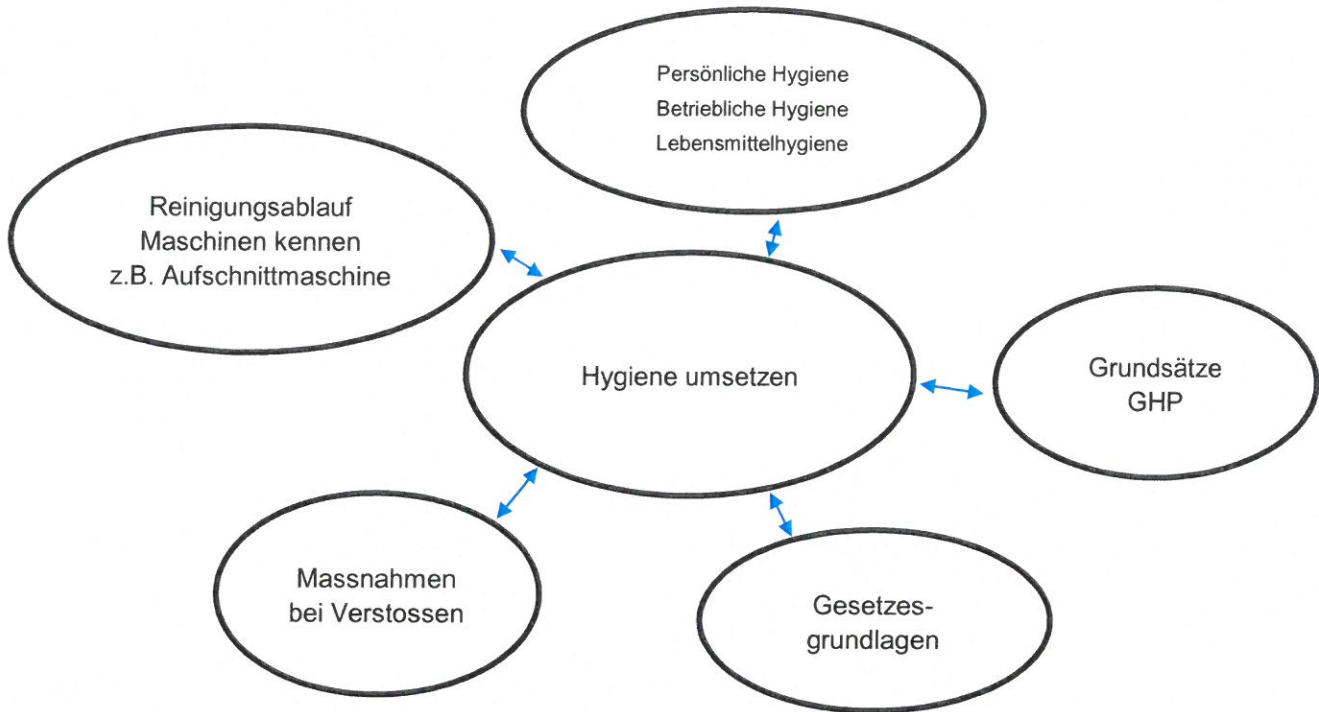 Persönliche Hygiene
Betriebliche Hygiene
Lebensmittelhygiene
Reinigungsablauf
Maschinen kennen
z.B. Aufschnittmaschine
Hygiene umsetzen
Grundsätze
GHP
Massnahmen
bei Verstossen
Gesetzes-
grundlagen